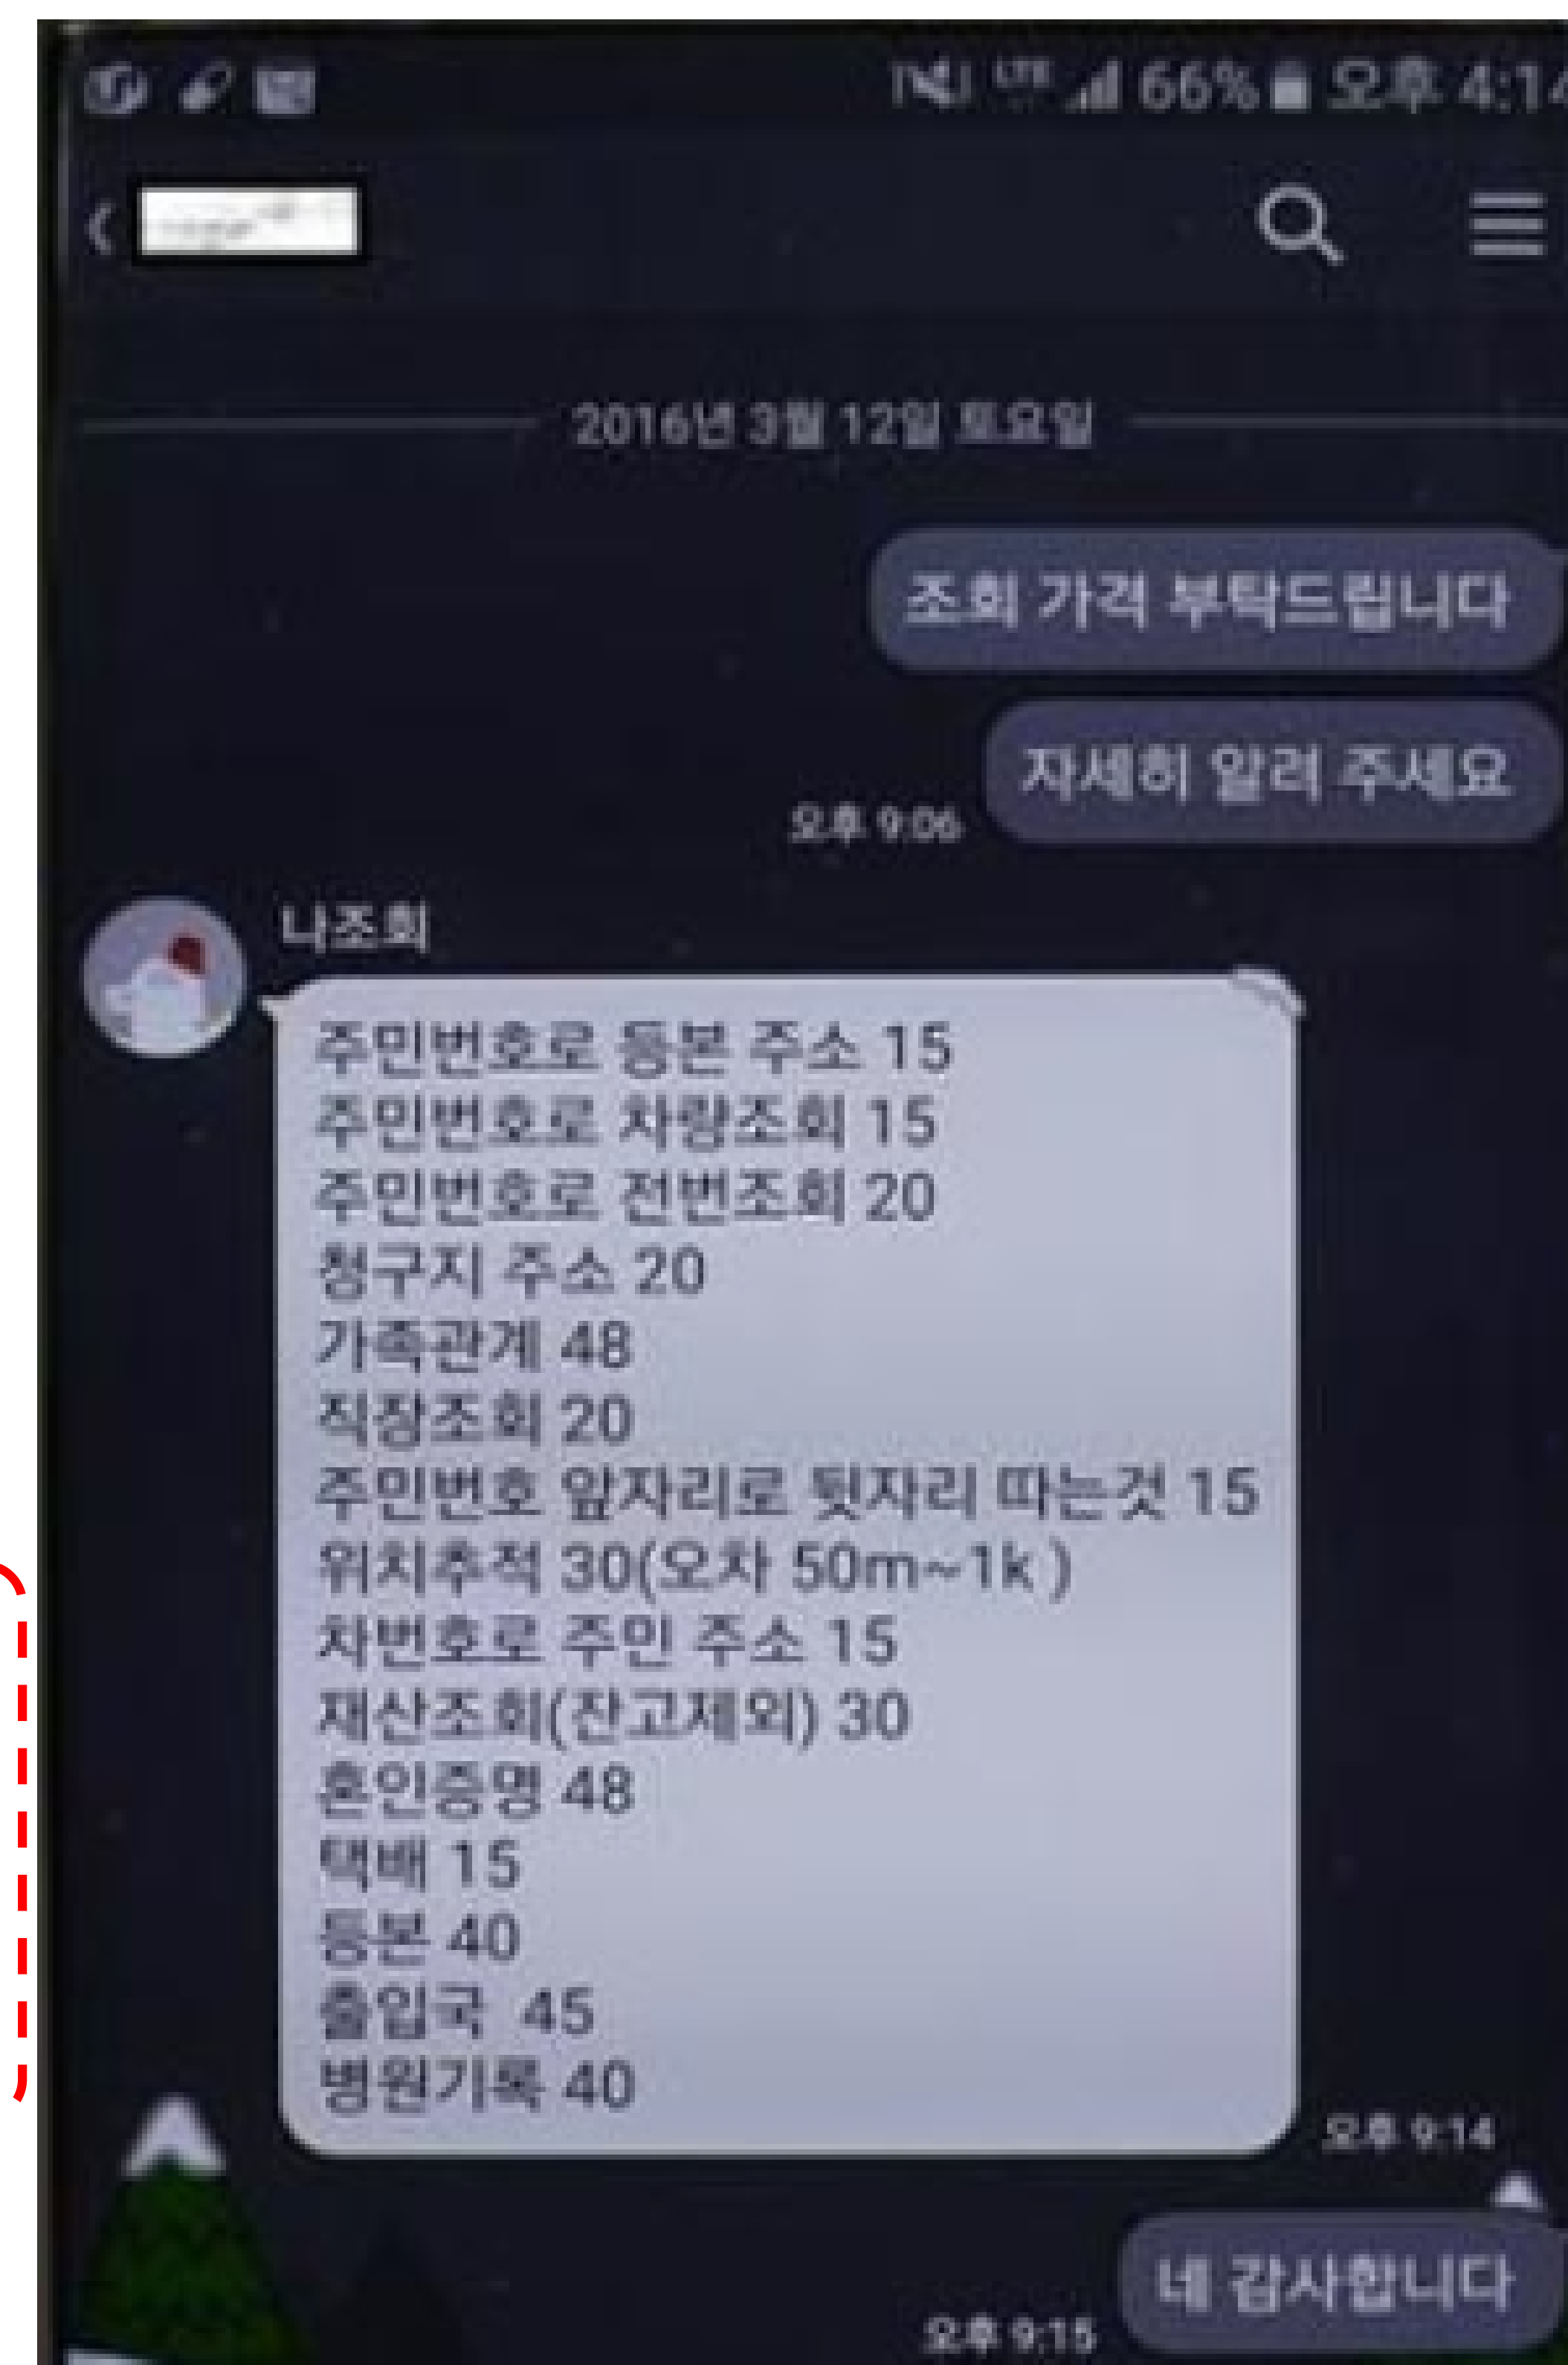 LTE 66% 오후 4:14
2016년 3월 12일 토요일
조회 가격 부탁드립니다
자세히 알려 주세요
오후 9:06
나조회
주민번호로 등본 주소 15
주민번호로 차량조회 15
주민번호로 전번조회 20
청구지 주소 20
가족관계 48
직장조회 20
주민번호 앞자리로 뒷자리 따는것 15
위치추적 30(오차 50m~1k )
차번호로 주민 주소 15
재산조회(잔고제외) 30
혼인증명 48
택배 15
등본 40
출입국 45
병원기록 40
오후 9:14
네 감사합니다
오후 9:15